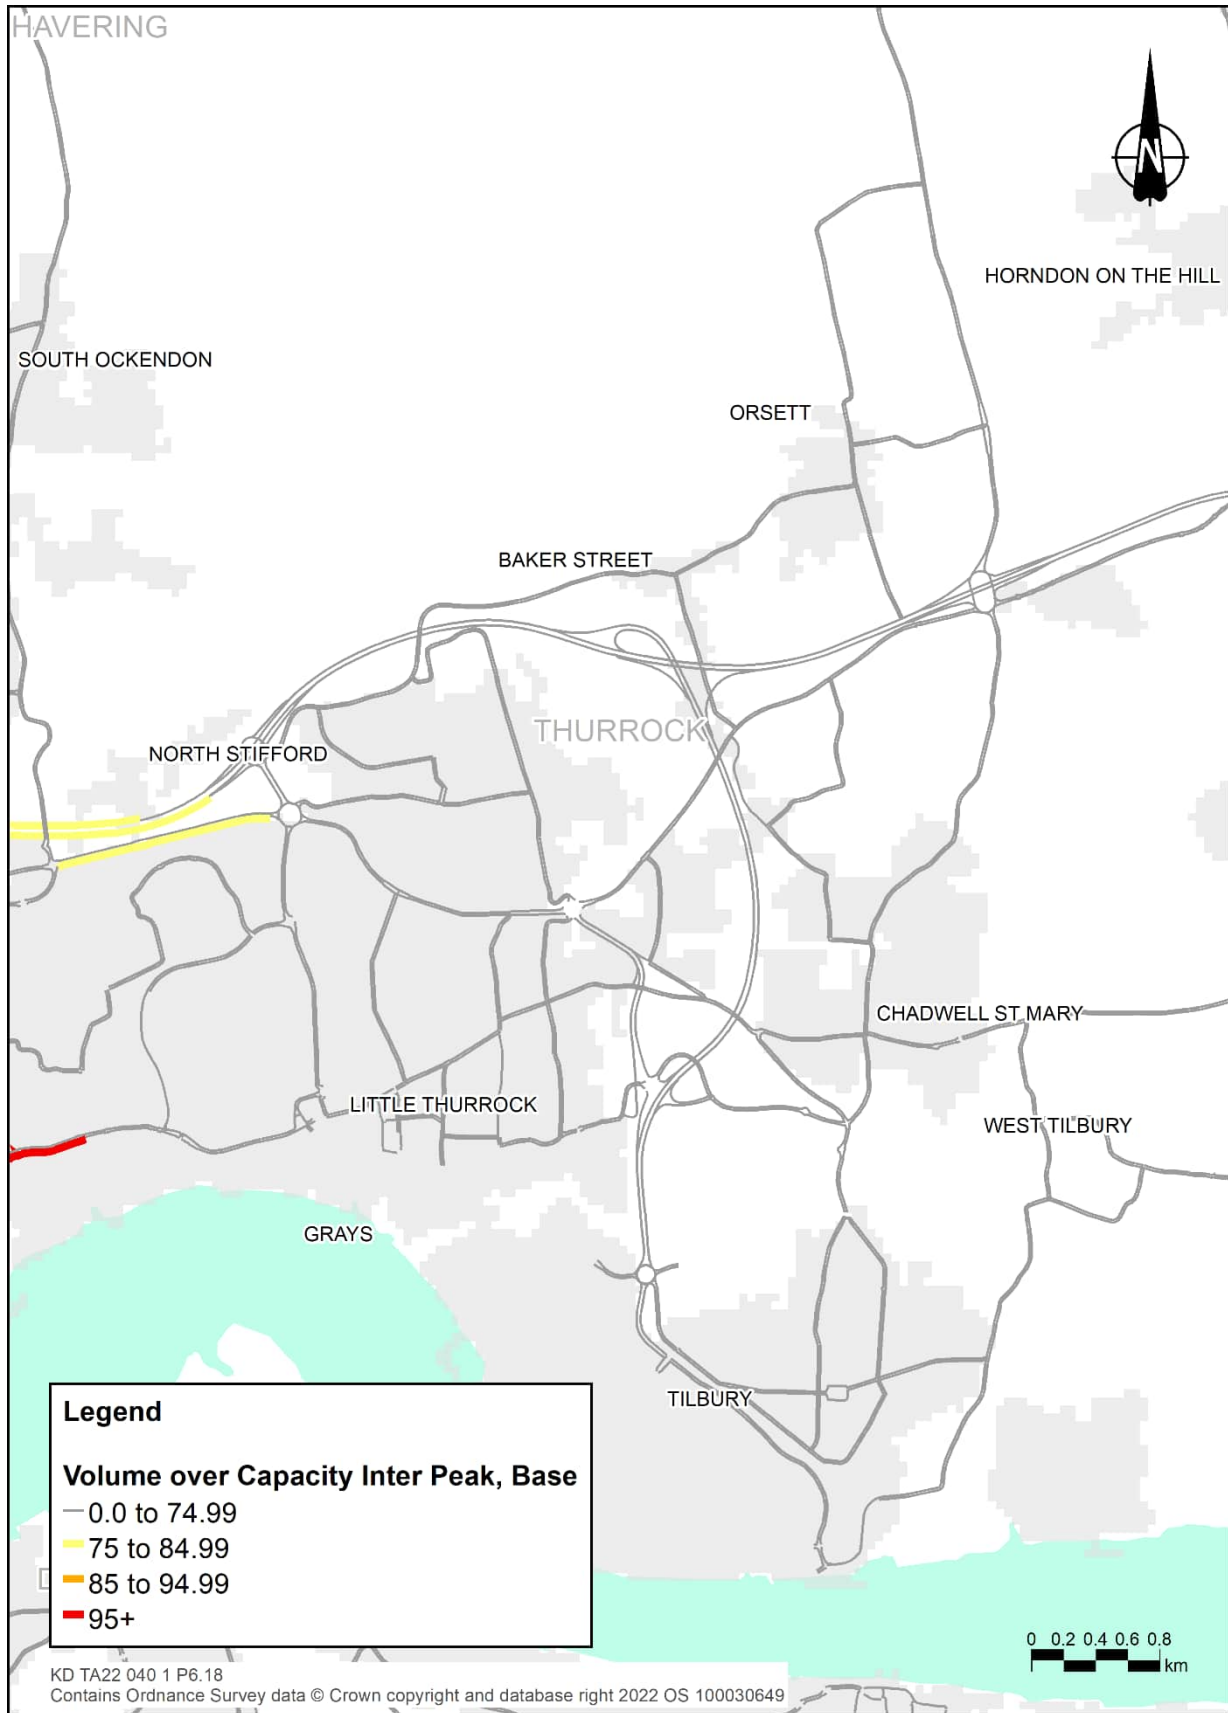 HAVERING
N
HORNDON ON THE HILL
SOUTH OCKENDON
ORSETT
BAKER STREET
THURROCK
NORTH STIFFORD
CHADWELL ST MARY
LITTLE THURROCK
WEST TILBURY
GRAYS
TILBURY
Legend
Volume over Capacity Inter Peak, Base
0.0 to 74.99
75 to 84.99
85 to 94.99
95+
0 0.2 0.4 0.6 0.8
km
KD TA22 040 1 P6.18
Contains Ordnance Survey data © Crown copyright and database right 2022 OS 100030649